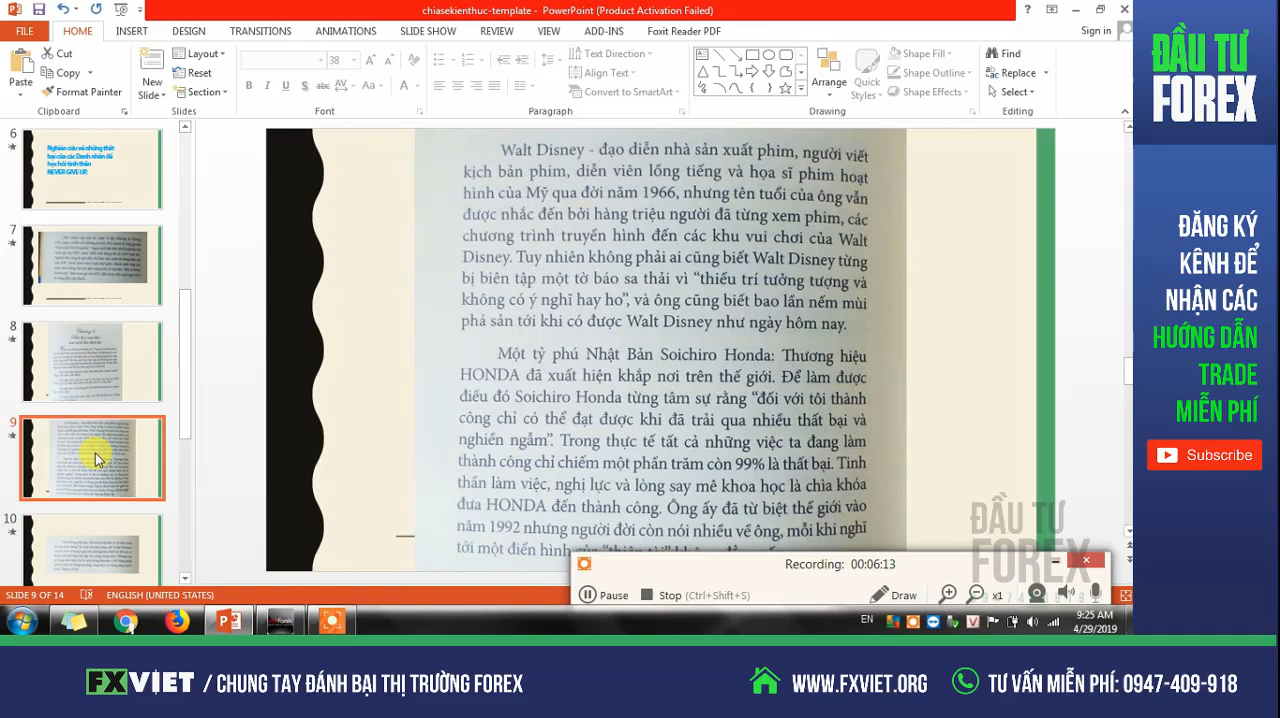 chiasekienthuc-template - PowerPoint (Product Activation Failed)
FILE
HOME
INSERT
DESIGN
TRANSITIONS
ANIMATIONS
SLIDE SHOW
REVIEW
VIEW
ADD-INS
Foxit Reader PDF
Sign in
Paste
Cut
Copy
Format Painter
Clipboard
New
Slide
Layout
Reset
Section
Slides
38
Font
Text Direction
Align Text
Convert to SmartArt
Paragraph
Arrange
Quick
Styles
Shape Fill
Shape Outline
Shape Effects
Drawing
Find
Replace
Select
Editing
6
Nghiên cứu về những thất
bại của các Danh nhân để
học hỏi tinh thần
NEVER GIVE UP.
7
8
9
10
Walt Disney - đạo diễn nhà sản xuất phim, người viết
kịch bản phim, diễn viên lồng tiếng và họa sĩ phim hoạt
hình của Mỹ qua đời năm 1966, nhưng tên tuổi của ông vẫn
được nhắc đến bởi hàng triệu người đã từng xem phim, các
chương trình truyền hình đến các khu vui chơi của Walt
Disney. Tuy nhiên không phải ai cũng biết Walt Disney từng
bị biên tập một tờ báo sa thải vì “thiếu trí tưởng tượng và
không có ý nghĩ hay ho”, và ông cũng biết bao lần nếm mùi
phá sản tới khi có được Walt Disney như ngày hôm nay.
Một tỷ phú Nhật Bản Soichiro Honda: Thương hiệu
HONDA đã xuất hiện khắp nơi trên thế giới. Để làm được
điều đó Soichiro Honda từng tâm sự rằng “đối với tôi thành
công chỉ có thể đạt được khi đã trải qua nhiều thất bại và
nghiền ngẫm”. Trong thực tế tất cả những việc ta đang làm
thành công chỉ chiếm một phần trăm còn 99% là thất bại. Tinh
thần làm việc nghị lực và lòng say mê khoa học là chìa khóa
đưa HONDA đến thành công. Ông ấy đã từ biệt thế giới vào
năm 1992 nhưng người đời còn nói nhiều về ông, mỗi khi nghĩ
tới một điển hình
Recording: 00:06:13
Pause
Stop (Ctrl+Shift+S)
Draw
x1
SLIDE 9 OF 14
ENGLISH (UNITED STATES)
EN
9:25 AM
4/29/2019
ĐẦU TƯ
FOREX
ĐẦU TƯ
FOREX
ĐĂNG KÝ
KÊNH ĐỂ
NHẬN CÁC
HƯỚNG DẪN
TRADE
MIỄN PHÍ
Subscribe
FXVIET / CHUNG TAY ĐÁNH BẠI THỊ TRƯỜNG FOREX
WWW.FXVIET.ORG
TƯ VẤN MIỄN PHÍ: 0947-409-918